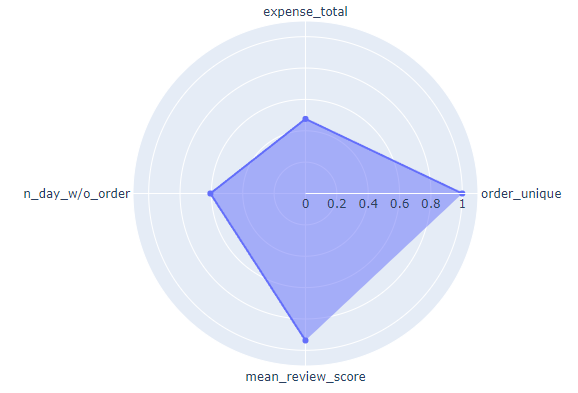 expense_total
n_day_w/o_order
order_unique
0 0.2 0.4 0.6 0.8 1
mean_review_score